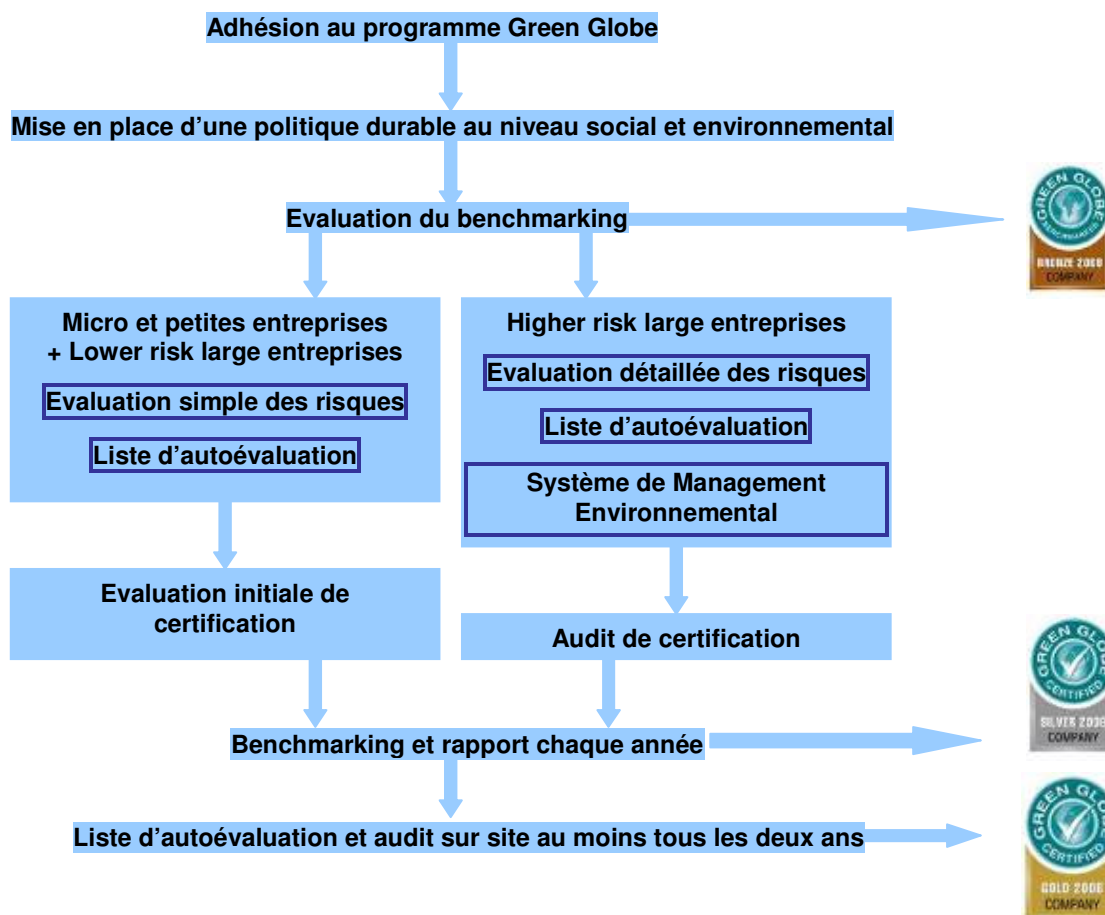 Adhésion au programme Green Globe
Mise en place d’une politique durable au niveau social et environnemental
Evaluation du benchmarking
GREEN GLOBE
BENCHMARKED
BRONZE 2008
COMPANY
Micro et petites entreprises
+ Lower risk large entreprises
Evaluation simple des risques
Liste d’autoévaluation
Higher risk large entreprises
Evaluation détaillée des risques
Liste d’autoévaluation
Système de Management
Environnemental
Evaluation initiale de
certification
Audit de certification
GREEN GLOBE
CERTIFIED
SILVER 2008
COMPANY
Benchmarking et rapport chaque année
Liste d’autoévaluation et audit sur site au moins tous les deux ans
GREEN GLOBE
CERTIFIED
GOLD 2008
COMPANY